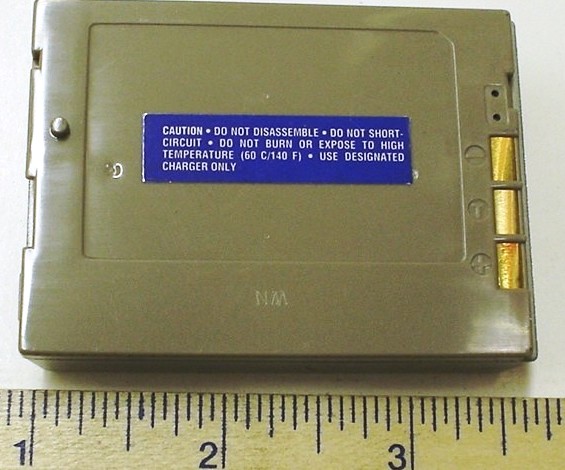 CAUTION • DO NOT DISASSEMBLE • DO NOT SHORT-
CIRCUIT • DO NOT BURN OR EXPOSE TO HIGH
TEMPERATURE (60 C/140 F) • USE DESIGNATED
CHARGER ONLY
−
T
+
1 2 3